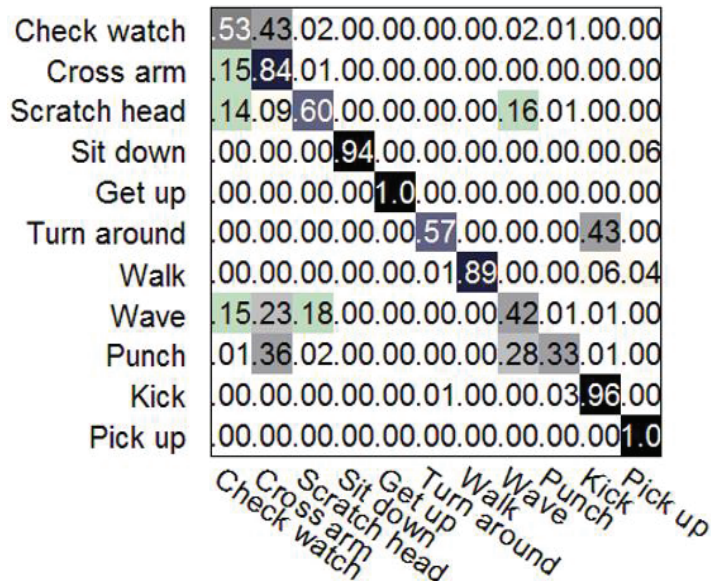 Check watch .53 .43 .02 .00 .00 .00 .00 .02 .01 .00 .00
Cross arm .15 .84 .01 .00 .00 .00 .00 .00 .00 .00 .00
Scratch head .14 .09 .60 .00 .00 .00 .00 .16 .01 .00 .00
Sit down .00 .00 .00 .94 .00 .00 .00 .00 .00 .00 .06
Get up .00 .00 .00 .00 1.0 .00 .00 .00 .00 .00 .00
Turn around .00 .00 .00 .00 .00 .57 .00 .00 .00 .43 .00
Walk .00 .00 .00 .00 .00 .01 .89 .00 .00 .06 .04
Wave .15 .23 .18 .00 .00 .00 .00 .42 .01 .01 .00
Punch .01 .36 .02 .00 .00 .00 .00 .28 .33 .01 .00
Kick .00 .00 .00 .00 .00 .01 .00 .00 .03 .96 .00
Pick up .00 .00 .00 .00 .00 .00 .00 .00 .00 .00 1.0
Check watch
Cross arm
Scratch head
Sit down
Get up
Turn around
Walk
Wave
Punch
Kick
Pick up